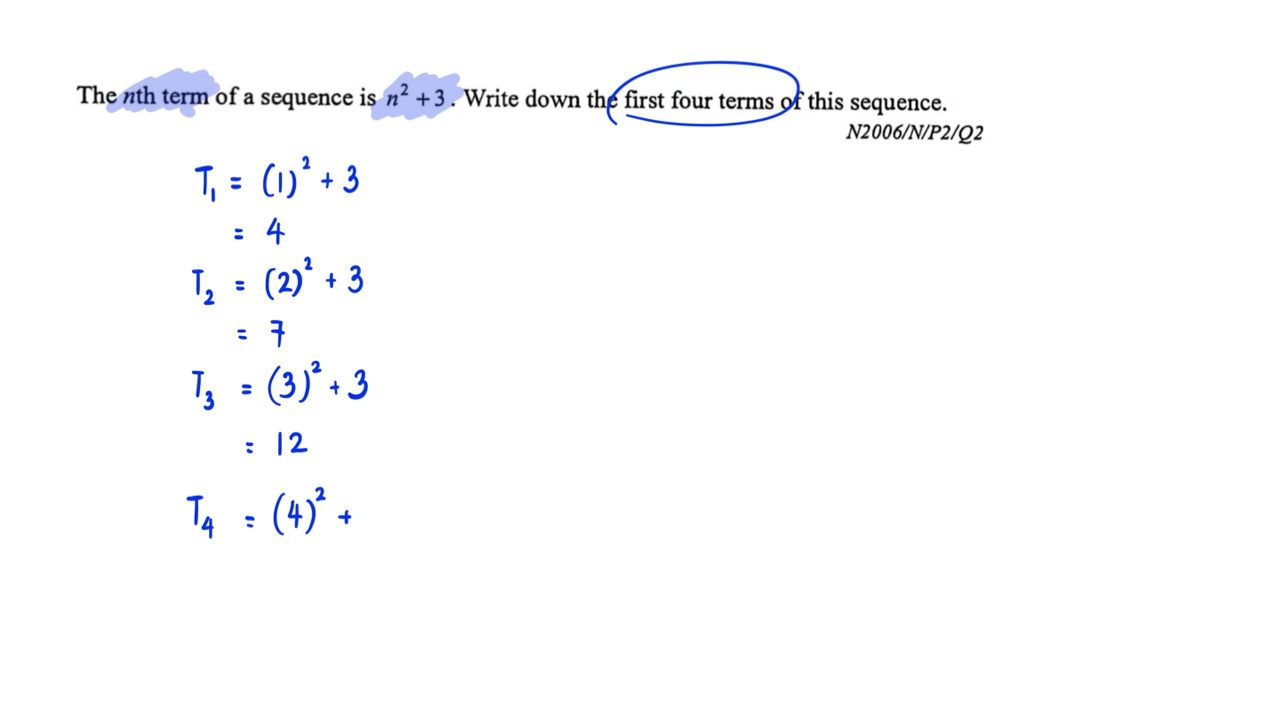 The nth term of a sequence is n² + 3. Write down the first four terms of this sequence.
N2006/N/P2/Q2
T₁ = (1)² + 3
= 4
T₂ = (2)² + 3
= 7
T₃ = (3)² + 3
= 12
T₄ = (4)² +